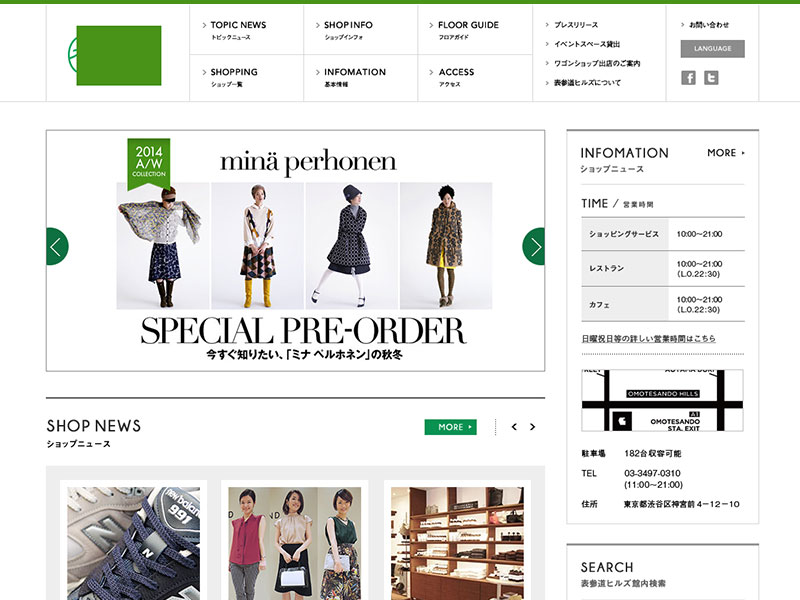 TOPIC NEWS
トピックニュース
SHOP INFO
ショップインフォ
FLOOR GUIDE
フロアガイド
SHOPPING
ショップ一覧
INFOMATION
基本情報
ACCESS
アクセス
プレスリリース
イベントスペース貸出
ワゴンショップ出店のご案内
表参道ヒルズについて
お問い合わせ
LANGUAGE
2014
A/W
COLLECTION
minä perhonen
SPECIAL PRE-ORDER
今すぐ知りたい、「ミナ ペルホネン」の秋冬
SHOP NEWS
ショップニュース
MORE
new balance
991
INFOMATION
MORE
ショップニュース
TIME / 営業時間
ショッピングサービス 10:00~21:00
レストラン 10:00~21:00
(L.O.22:30)
カフェ 10:00~21:00
(L.O.22:30)
日曜祝日等の詳しい営業時間はこちら
OMOTESANDO HILLS
A1
OMOTESANDO
STA. EXIT
駐車場 182台収容可能
TEL 03-3497-0310
(11:00~21:00)
住所 東京都渋谷区神宮前4-12-10
SEARCH
表参道ヒルズ館内検索